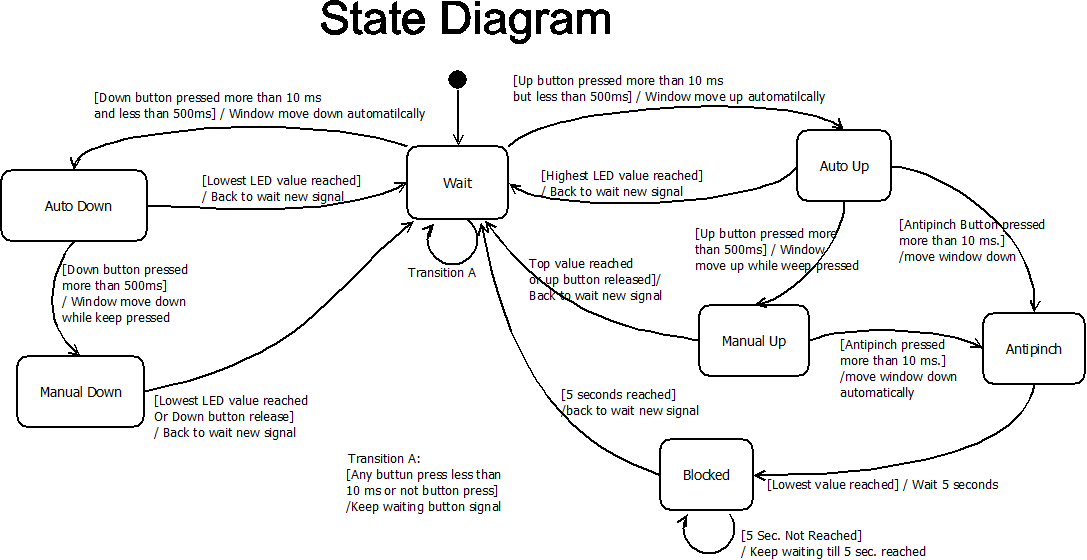 State Diagram
[Down button pressed more than 10 ms
and less than 500ms] / Window move down automatilcally
[Up button pressed more than 10 ms
but less than 500ms] / Window move up automatilcally
Wait
Auto Up
Auto Down
[Lowest LED value reached]
/ Back to wait new signal
[Highest LED value reached]
/ Back to wait new signal
[Antipinch Button pressed
more than 10 ms.]
/move window down
[Up button pressed more
than 500ms] / Window
move up while weep pressed
[Down button pressed
more than 500ms]
/ Window move down
while keep pressed
Transition A
Top value reached
or up button released]/
Back to wait new signal
Manual Up
Antipinch
[Antipinch pressed
more than 10 ms.]
/move window down
automatically
Manual Down
[Lowest LED value reached
Or Down button release]
/ Back to wait new signal
[5 seconds reached]
/back to wait new signal
Transition A:
[Any buttun press less than
10 ms or not button press]
/Keep waiting button signal
Blocked
[Lowest value reached] / Wait 5 seconds
[5 Sec. Not Reached]
/ Keep waiting till 5 sec. reached